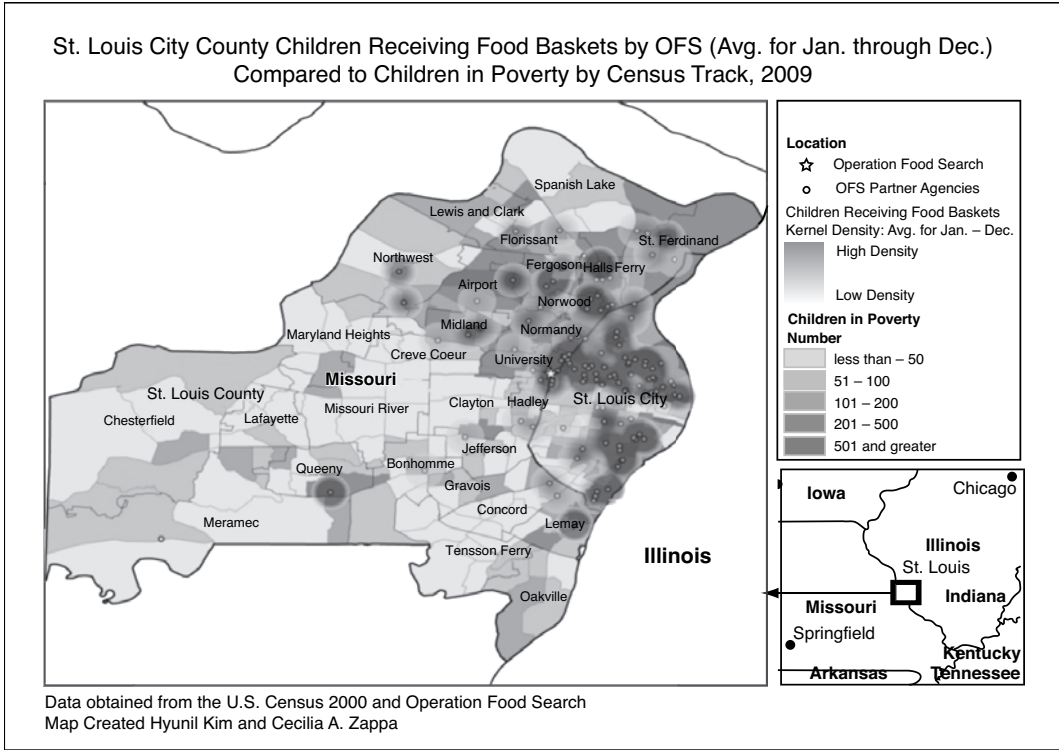 St. Louis City County Children Receiving Food Baskets by OFS (Avg. for Jan. through Dec.)
Compared to Children in Poverty by Census Track, 2009
Spanish Lake
Lewis and Clark
Florissant
St. Ferdinand
Northwest
Fergoson
Halls Ferry
Airport
Norwood
Midland
Normandy
Maryland Heights
Creve Coeur
University
Missouri
St. Louis County
Missouri River
Clayton
Hadley
St. Louis City
Chesterfield
Lafayette
Jefferson
Queeny
Bonhomme
Gravois
Concord
Meramec
Lemay
Tensson Ferry
Illinois
Oakville
Location
Operation Food Search
OFS Partner Agencies
Children Receiving Food Baskets
Kernel Density: Avg. for Jan. – Dec.
High Density
Low Density
Children in Poverty
Number
less than – 50
51 – 100
101 – 200
201 – 500
501 and greater
Iowa
Chicago
Illinois
St. Louis
Missouri
Indiana
Springfield
Kentucky
Arkansas
Tennessee
Data obtained from the U.S. Census 2000 and Operation Food Search
Map Created Hyunil Kim and Cecilia A. Zappa